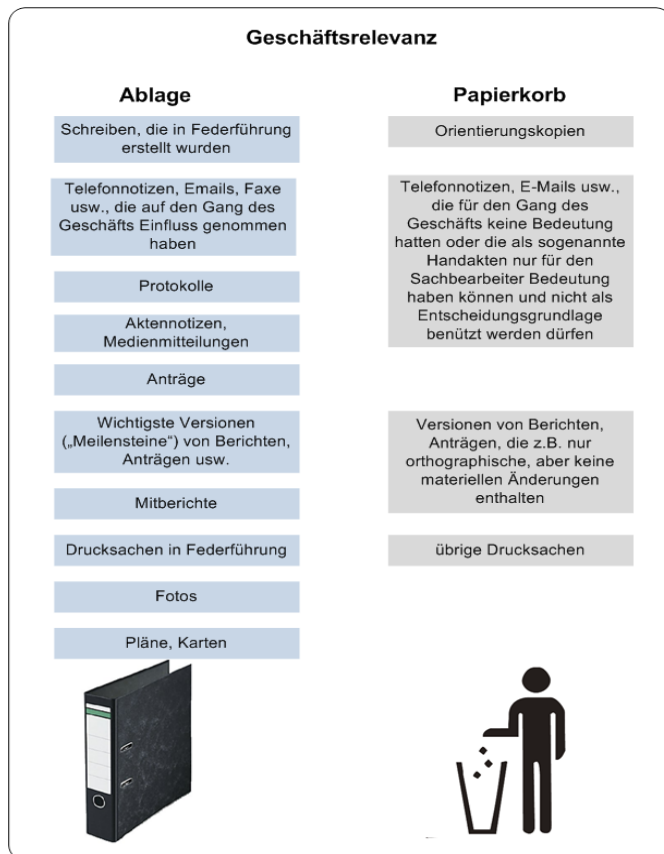 Geschäftsrelevanz
Ablage
Schreiben, die in Federführung
erstellt wurden
Telefonnotizen, Emails, Faxe
usw., die auf den Gang des
Geschäfts Einfluss genommen
haben
Protokolle
Aktennotizen,
Medienmitteilungen
Anträge
Wichtigste Versionen
(„Meilensteine“) von Berichten,
Anträgen usw.
Mitberichte
Drucksachen in Federführung
Fotos
Pläne, Karten
Papierkorb
Orientierungskopien
Telefonnotizen, E-Mails usw.,
die für den Gang des
Geschäfts keine Bedeutung
hatten oder die als sogenannte
Handakten nur für den
Sachbearbeiter Bedeutung
haben können und nicht als
Entscheidungsgrundlage
benützt werden dürfen
Versionen von Berichten,
Anträgen, die z.B. nur
orthographische, aber keine
materiellen Änderungen
enthalten
übrige Drucksachen